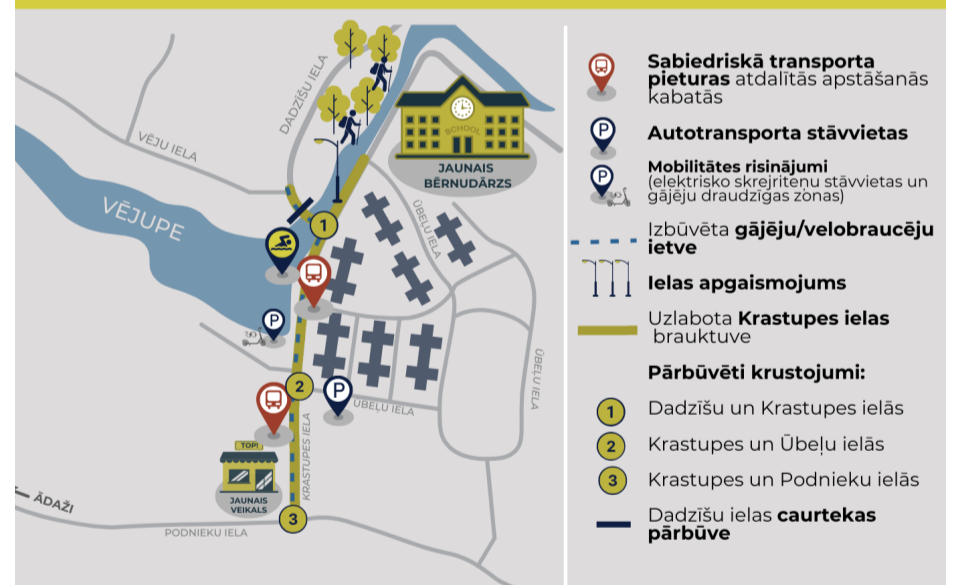 DADZĪŠU IELA
VĒJU IELA
SCHOOL
JAUNAIS
BĒRNUDĀRZS
VĒJUPE
1
ŪBEĻU IELA
P
2
P
ŪBEĻU IELA
ŪBEĻU IELA
KRASTUPES IELA
TOP!
JAUNAIS
VEIKALS
ĀDAŽI
3
PODNIEKU IELA
Sabiedriskā transporta
pieturas atdalītās apstāšanās
kabatās
P
Autotransporta stāvvietas
P
Mobilitātes risinājumi
(elektrisko skrejriteņu stāvvietas un
gājēju draudzīgas zonas)
Izbūvēta gājēju/velobraucēju
ietve
Ielas apgaismojums
Uzlabota Krastupes ielas
brauktuve
Pārbūvēti krustojumi:
1 Dadzīšu un Krastupes ielās
2 Krastupes un Ūbeļu ielās
3 Krastupes un Podnieku ielās
Dadzīšu ielas caurtekas
pārbūve